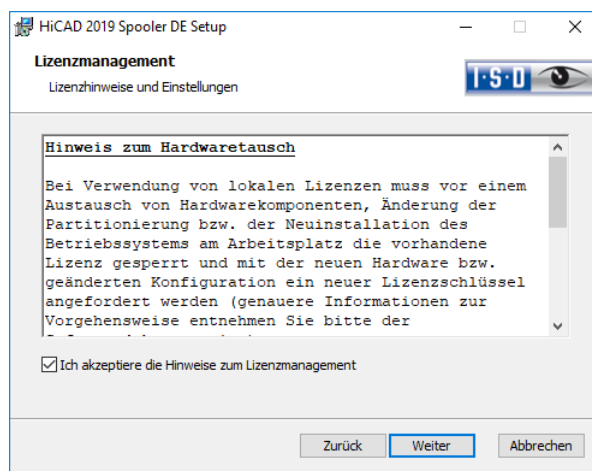 HiCAD 2019 Spooler DE Setup
Lizenzmanagement
Lizenzhinweise und Einstellungen
I·S·D
Hinweis zum Hardwaretausch
Bei Verwendung von lokalen Lizenzen muss vor einem
Austausch von Hardwarekomponenten, Änderung der
Partitionierung bzw. der Neuinstallation des
Betriebssystems am Arbeitsplatz die vorhandene
Lizenz gesperrt und mit der neuen Hardware bzw.
geänderten Konfiguration ein neuer Lizenzschlüssel
angefordert werden (genauere Informationen zur
Vorgehensweise entnehmen Sie bitte der
Ich akzeptiere die Hinweise zum Lizenzmanagement
Zurück
Weiter
Abbrechen